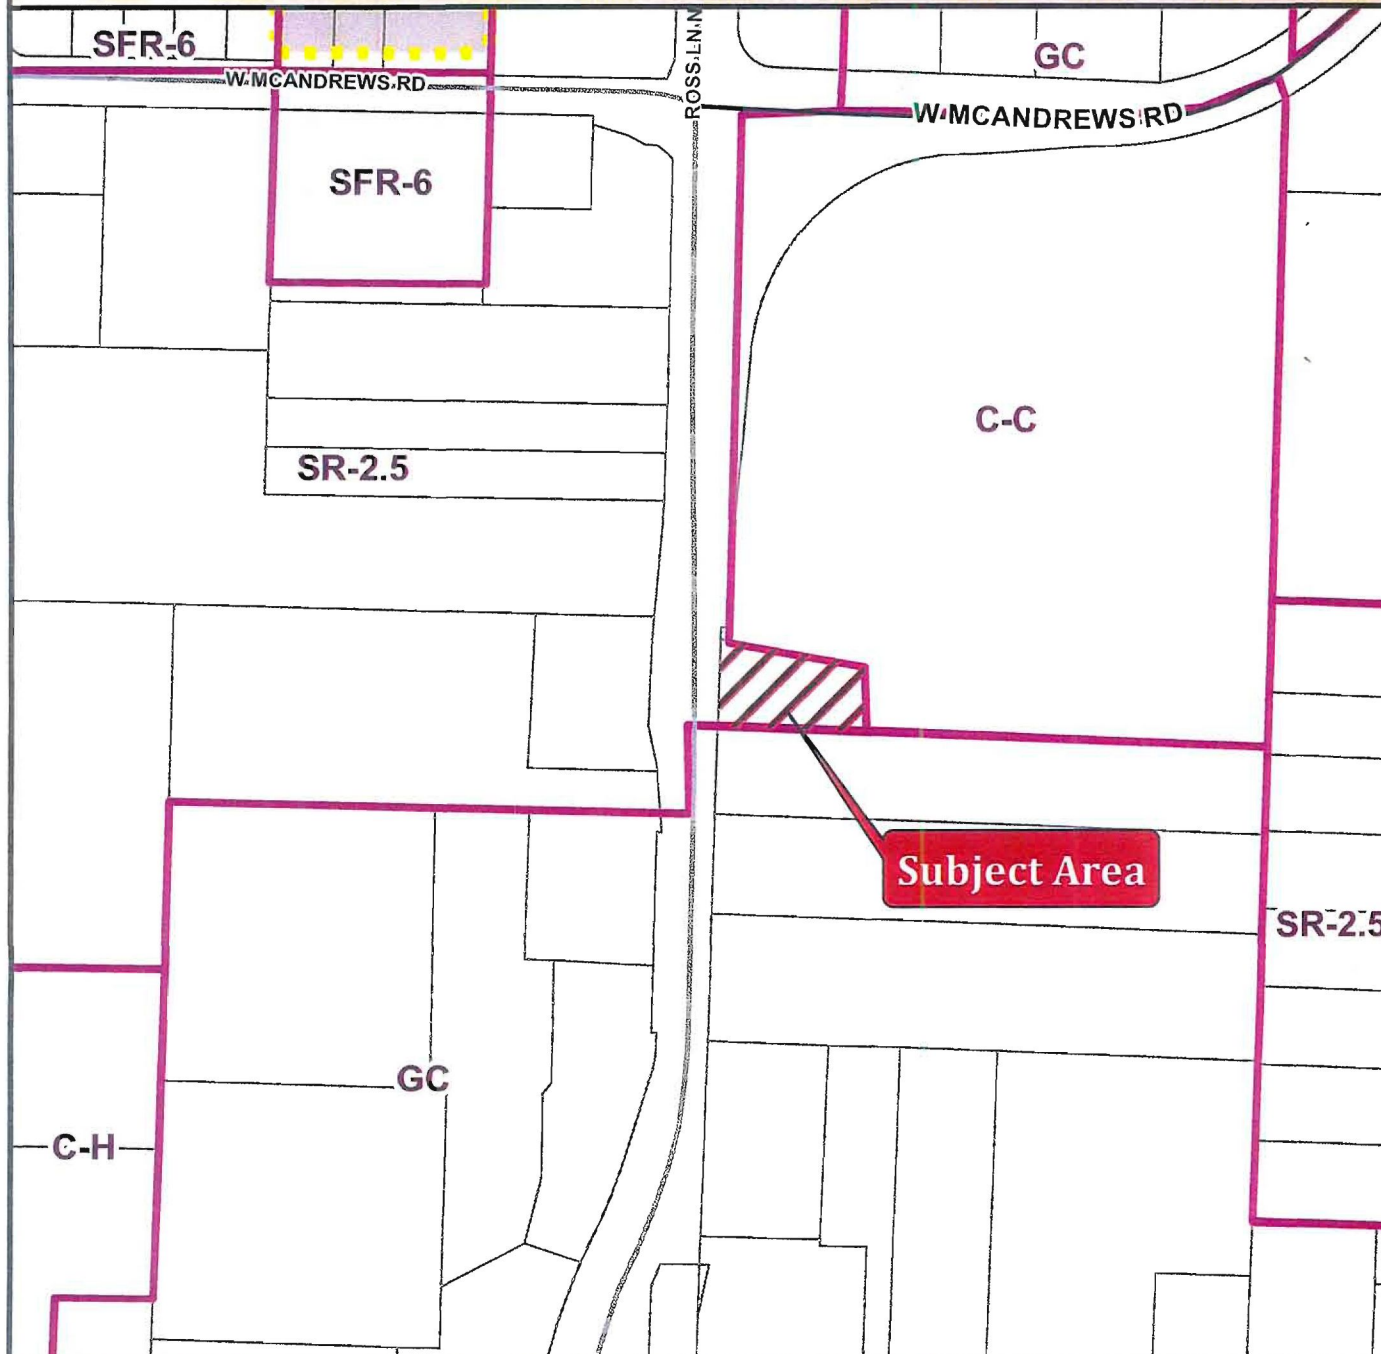 SFR-6
W MCANDREWS RD
ROSS LN N
GC
W MCANDREWS RD
SFR-6
C-C
SR-2.5
Subject Area
SR-2.5
GC
C-H